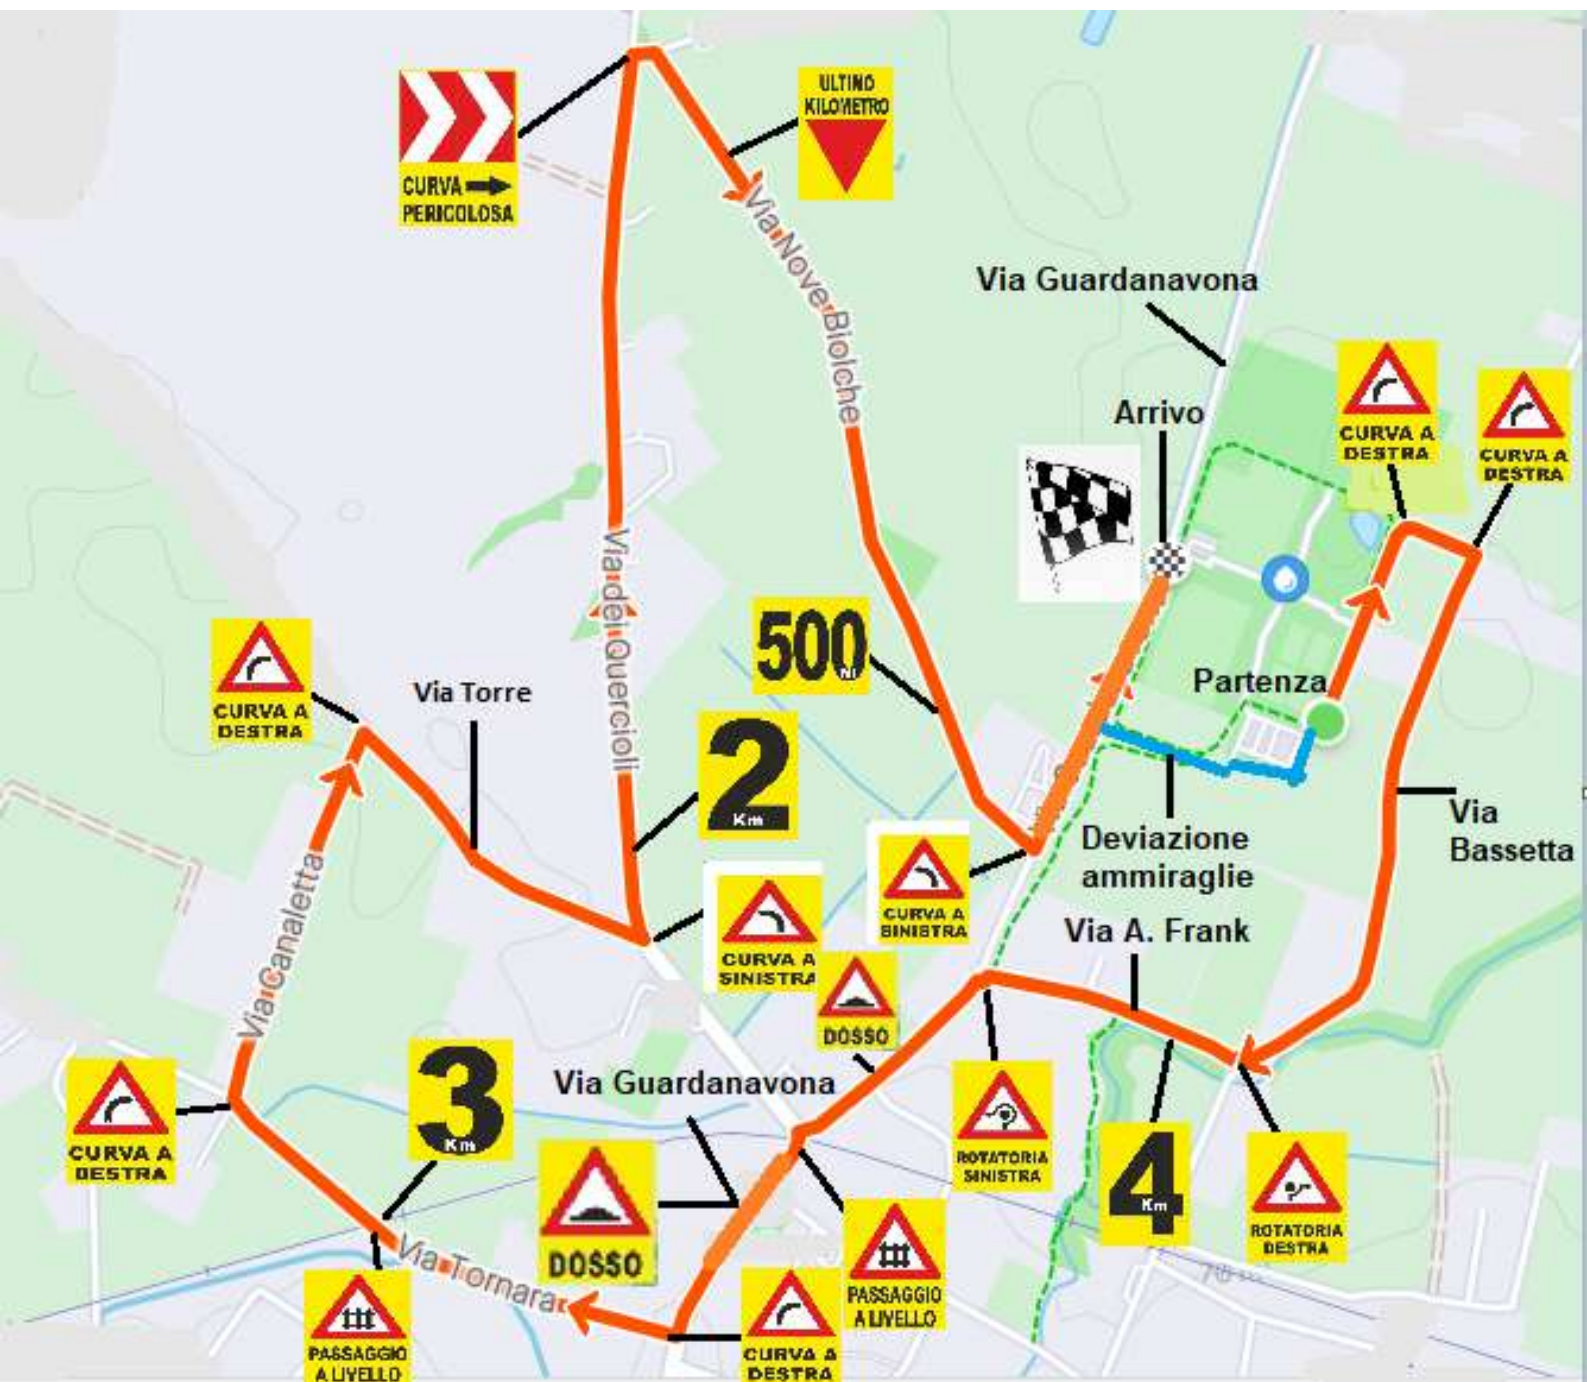 ULTIMO
KILOMETRO
CURVA
PERICOLOSA
Via Nove Biolche
Via Guardanavona
Arrivo
CURVA A
DESTRA
CURVA A
DESTRA
Via dei Quercioli
500
M
Partenza
CURVA A
DESTRA
Via Torre
2
Km
Via
Bassetta
Deviazione
ammiraglie
Via Canaletta
CURVA A
SINISTRA
CURVA A
SINISTRA
Via A. Frank
DOSSO
3
Km
Via Guardanavona
CURVA A
DESTRA
ROTATORIA
SINISTRA
4
Km
ROTATORIA
DESTRA
DOSSO
Via Tornara
PASSAGGIO
A LIVELLO
PASSAGGIO
A LIVELLO
CURVA A
DESTRA